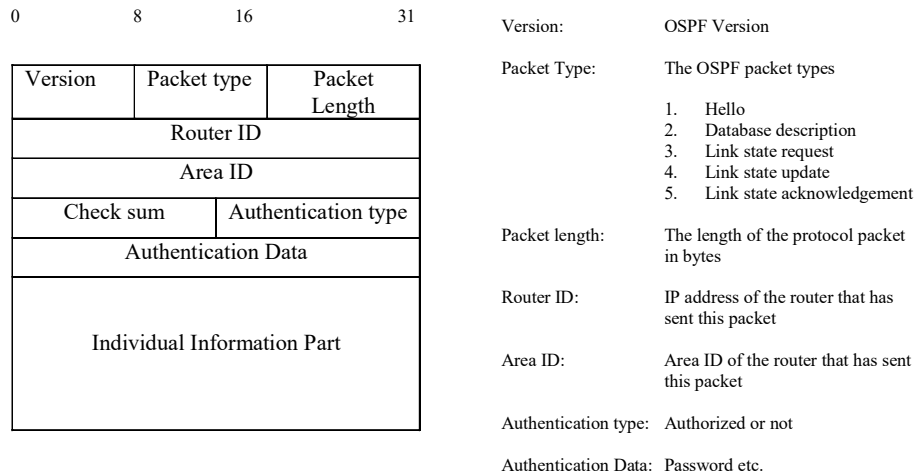 0 8 16 31
Version Packet type Packet
Length
Router ID
Area ID
Check sum Authentication type
Authentication Data
Individual Information Part
Version: OSPF Version
Packet Type: The OSPF packet types
1. Hello
2. Database description
3. Link state request
4. Link state update
5. Link state acknowledgement
Packet length: The length of the protocol packet
in bytes
Router ID: IP address of the router that has
sent this packet
Area ID: Area ID of the router that has sent
this packet
Authentication type: Authorized or not
Authentication Data: Password etc.